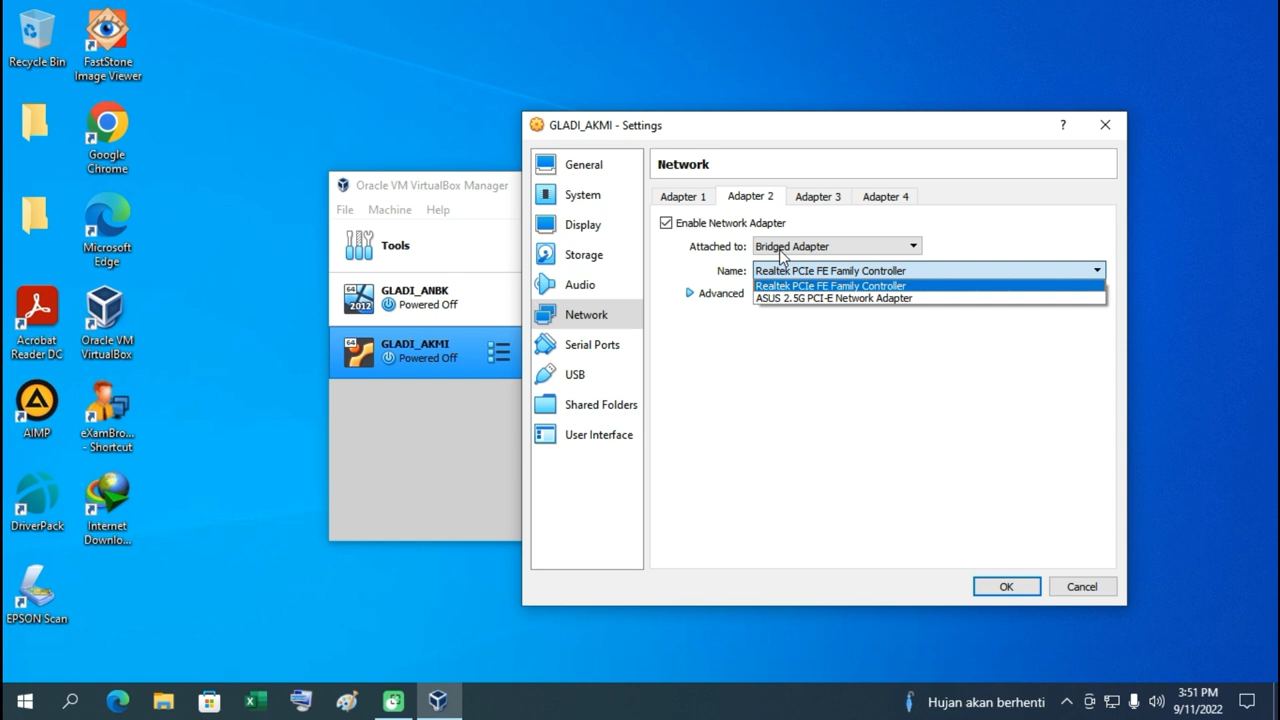 Recycle Bin
FastStone
Image Viewer
Google
Chrome
Microsoft
Edge
Acrobat
Reader DC
Oracle VM
VirtualBox
AIMP
eXamBro...
- Shortcut
DriverPack
Internet
Downlo...
EPSON Scan
Oracle VM VirtualBox Manager
File Machine Help
Tools
64
2012
GLADI_ANBK
Powered Off
64
GLADI_AKMI
Powered Off
GLADI_AKMI - Settings
?
General
System
Display
Storage
Audio
Network
Serial Ports
USB
Shared Folders
User Interface
Network
Adapter 1 Adapter 2 Adapter 3 Adapter 4
Enable Network Adapter
Attached to: Bridged Adapter
Name: Realtek PCIe FE Family Controller
Realtek PCIe FE Family Controller
ASUS 2.5G PCI-E Network Adapter
Advanced
OK Cancel
Hujan akan berhenti
3:51 PM
9/11/2022